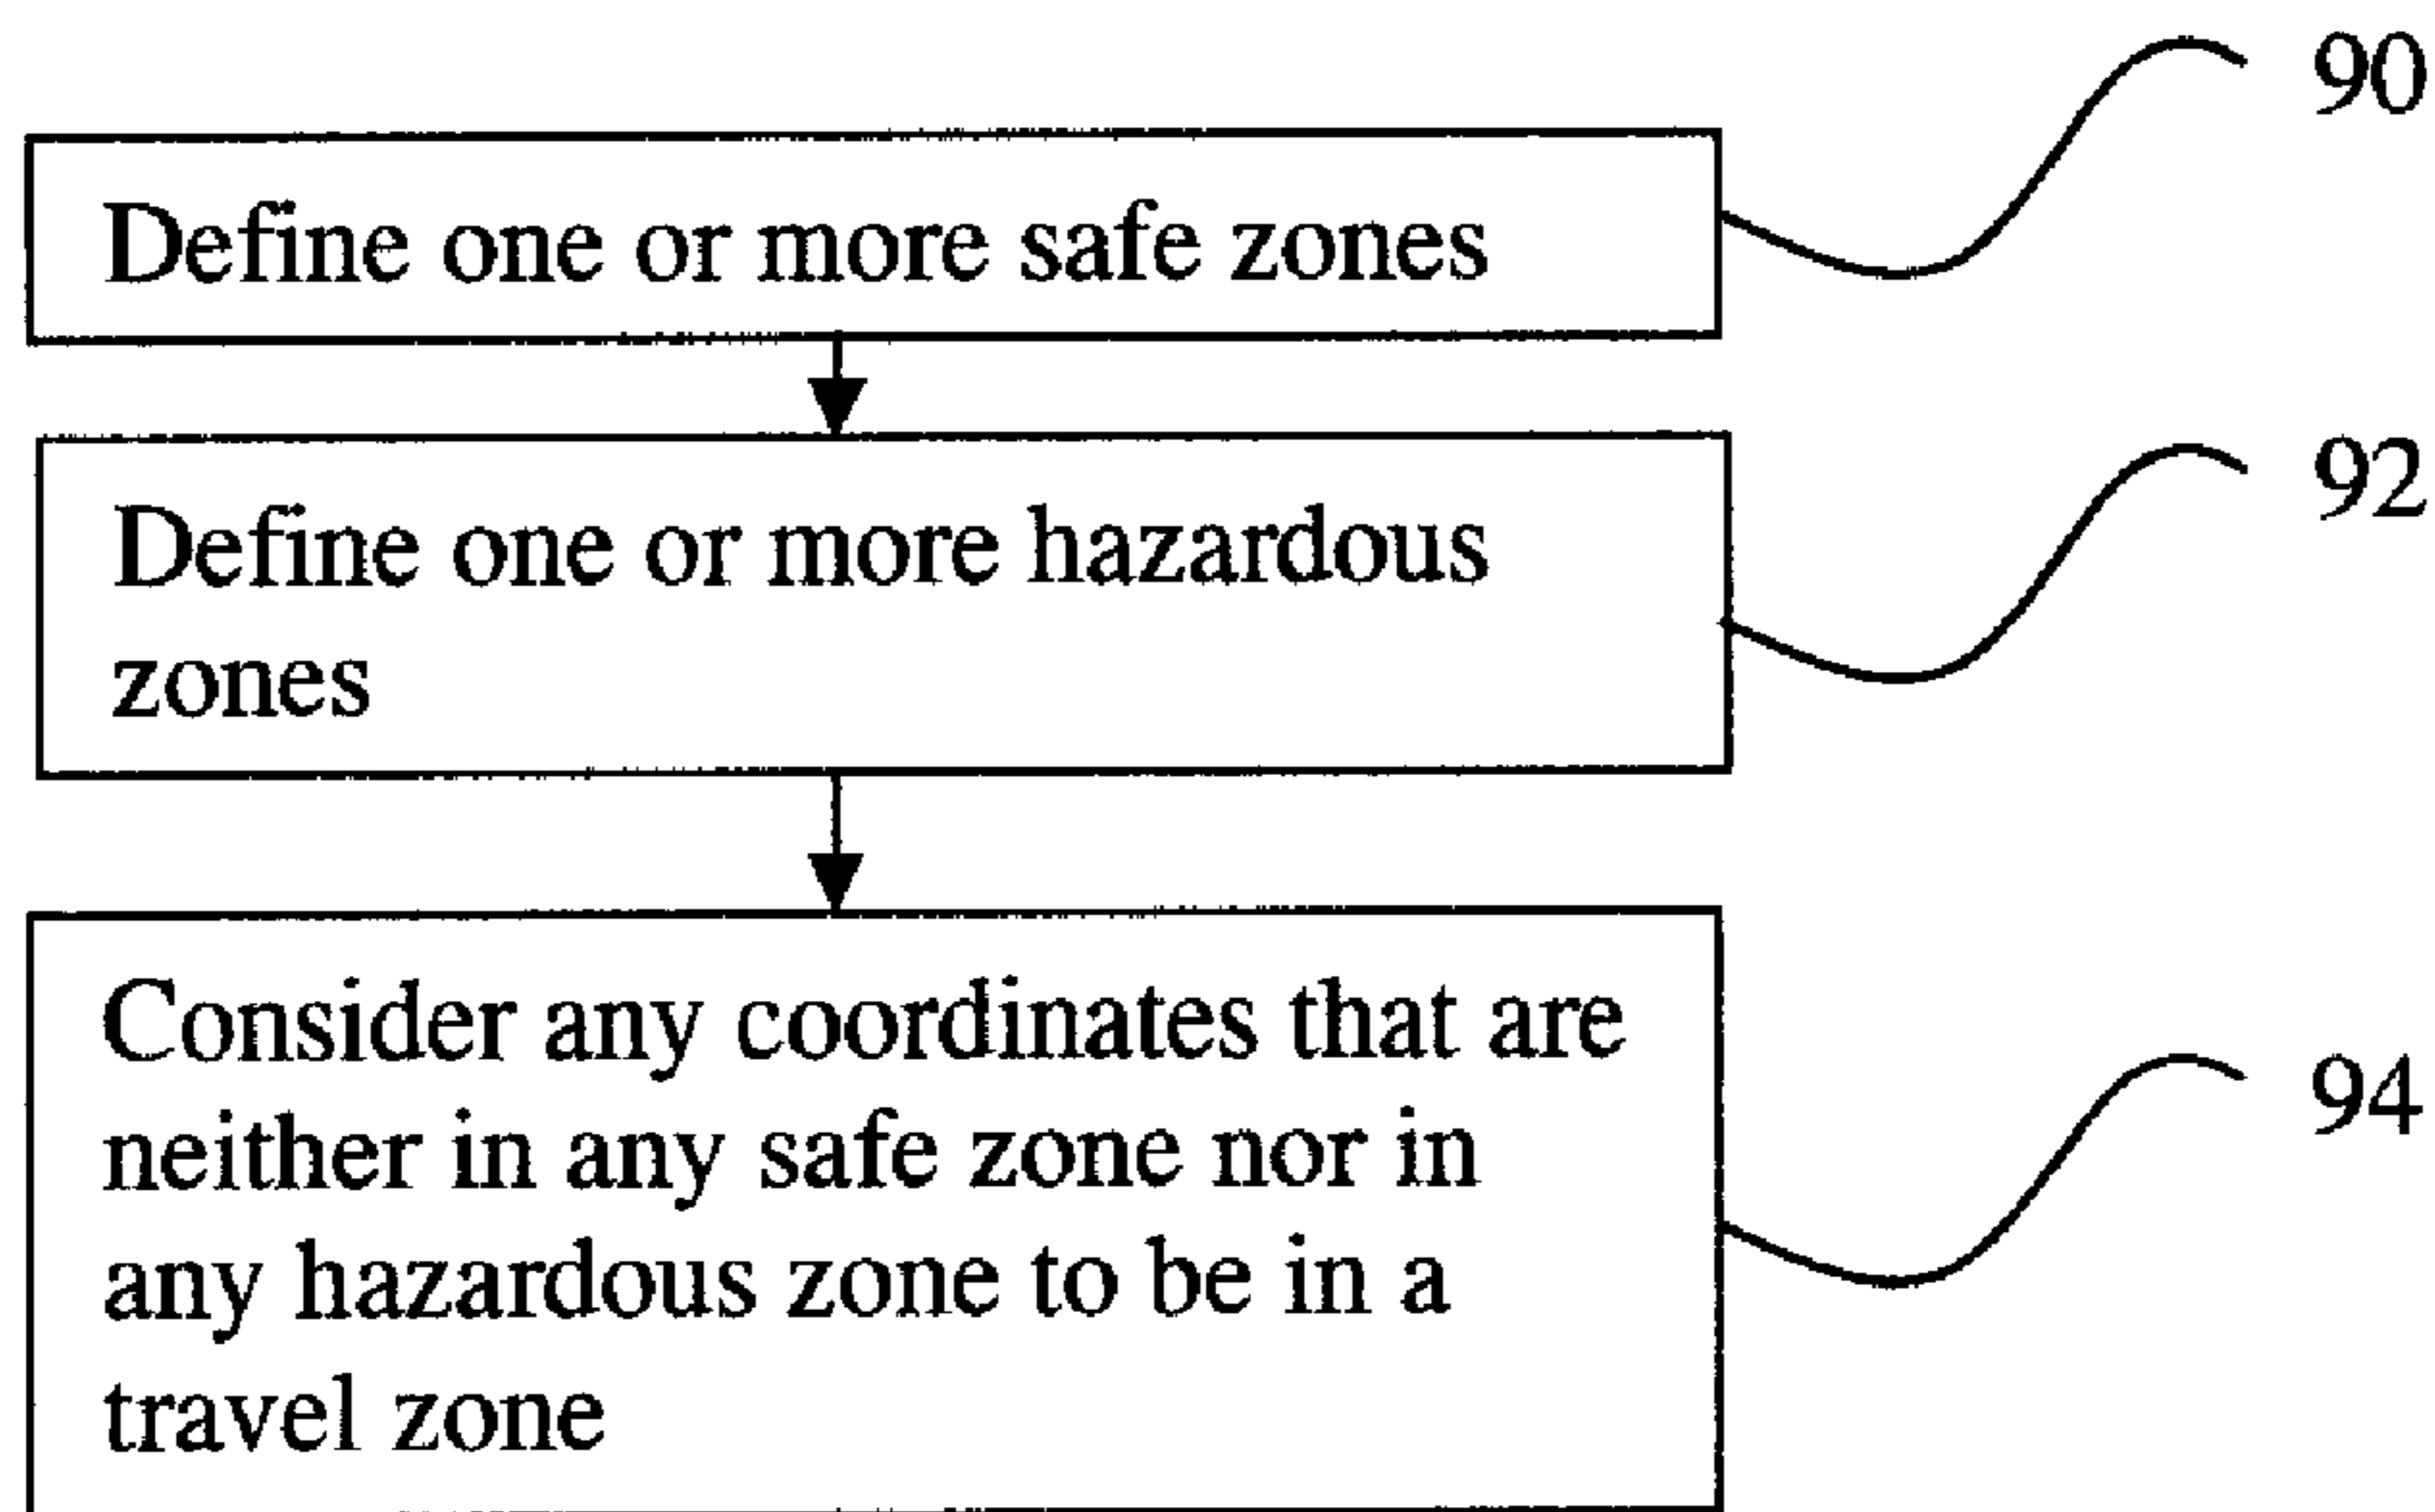 90
Define one or more safe zones
92
Define one or more hazardous
zones
Consider any coordinates that are
94
neither in any safe zone nor in
any hazardous zone to be in a
travel zone